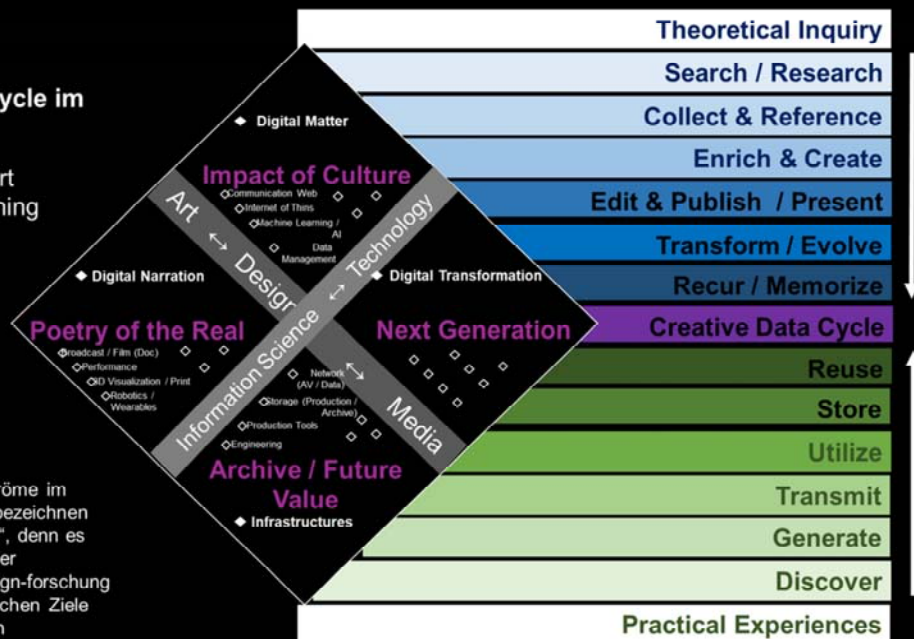 ycle im
rt
ning
röme im
bezeichnen
“, denn es
er
gn-forschung
chen Ziele
n
◆ Digital Matter
Impact of Culture
◇Communication Web
◇Internet of Thins
◇Machine Learning /
AI
◇ Data
Management
Art ↔ Design ↔ Media
Information Science ↔ Technology
◆ Digital Narration
Poetry of the Real
◇Broadcast / Film (Doc)
◇Performance
◇3D Visualization / Print
◇Robotics /
Wearables
◆ Digital Transformation
Next Generation
◇ Network
(AV / Data)
◇Storage (Production /
Archive)
◇Production Tools
◇Engineering
Archive / Future
Value
◆ Infrastructures
Theoretical Inquiry
Search / Research
Collect & Reference
Enrich & Create
Edit & Publish / Present
Transform / Evolve
Recur / Memorize
Creative Data Cycle
Reuse
Store
Utilize
Transmit
Generate
Discover
Practical Experiences